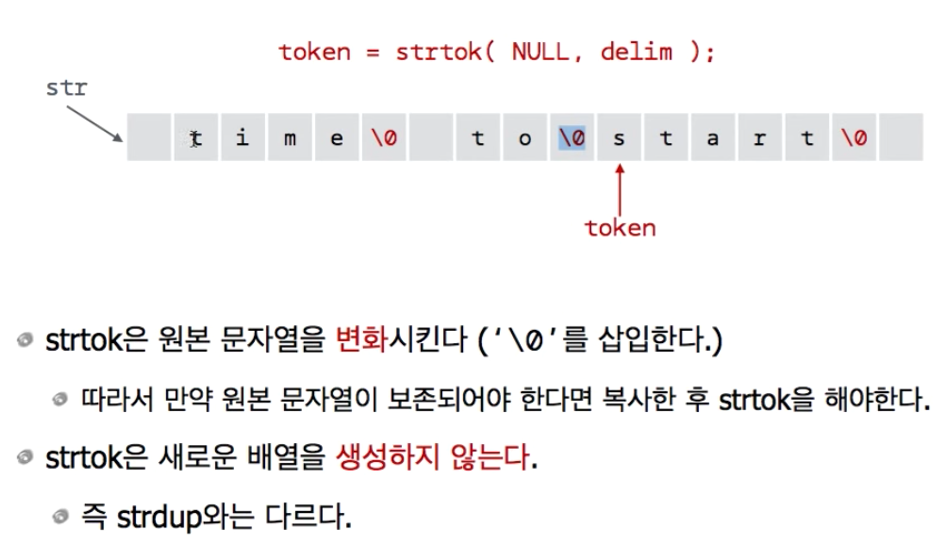 token = strtok( NULL, delim );
str
t i m e \0 t o \0 s t a r t \0
token
strtok은 원본 문자열을 변화시킨다 (‘\0’를 삽입한다.)
따라서 만약 원본 문자열이 보존되어야 한다면 복사한 후 strtok을 해야한다.
strtok은 새로운 배열을 생성하지 않는다.
즉 strdup와는 다르다.